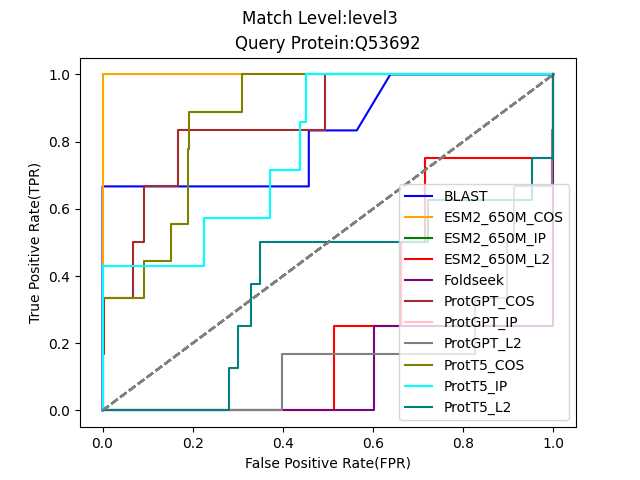 Match Level:level3
Query Protein:Q53692
True Positive Rate(TPR)
1.0
0.8
0.6
0.4
0.2
0.0
BLAST
ESM2_650M_COS
ESM2_650M_IP
ESM2_650M_L2
Foldseek
ProtGPT_COS
ProtGPT_IP
ProtGPT_L2
ProtT5_COS
ProtT5_IP
ProtT5_L2
0.0 0.2 0.4 0.6 0.8 1.0
False Positive Rate(FPR)